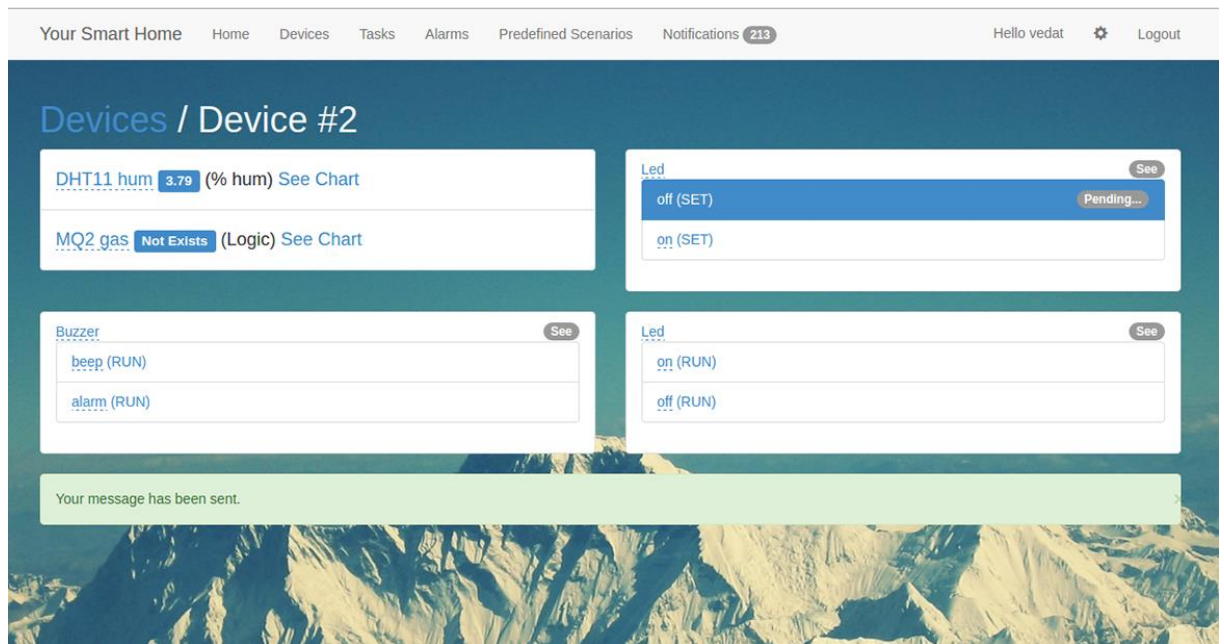 Your Smart Home Home Devices Tasks Alarms Predefined Scenarios Notifications 213 Hello vedat Logout
Devices / Device #2
DHT11 hum 3.79 (% hum) See Chart
MQ2 gas Not Exists (Logic) See Chart
Led See
off (SET) Pending...
on (SET)
Buzzer See
beep (RUN)
alarm (RUN)
Led See
on (RUN)
off (RUN)
Your message has been sent. ×